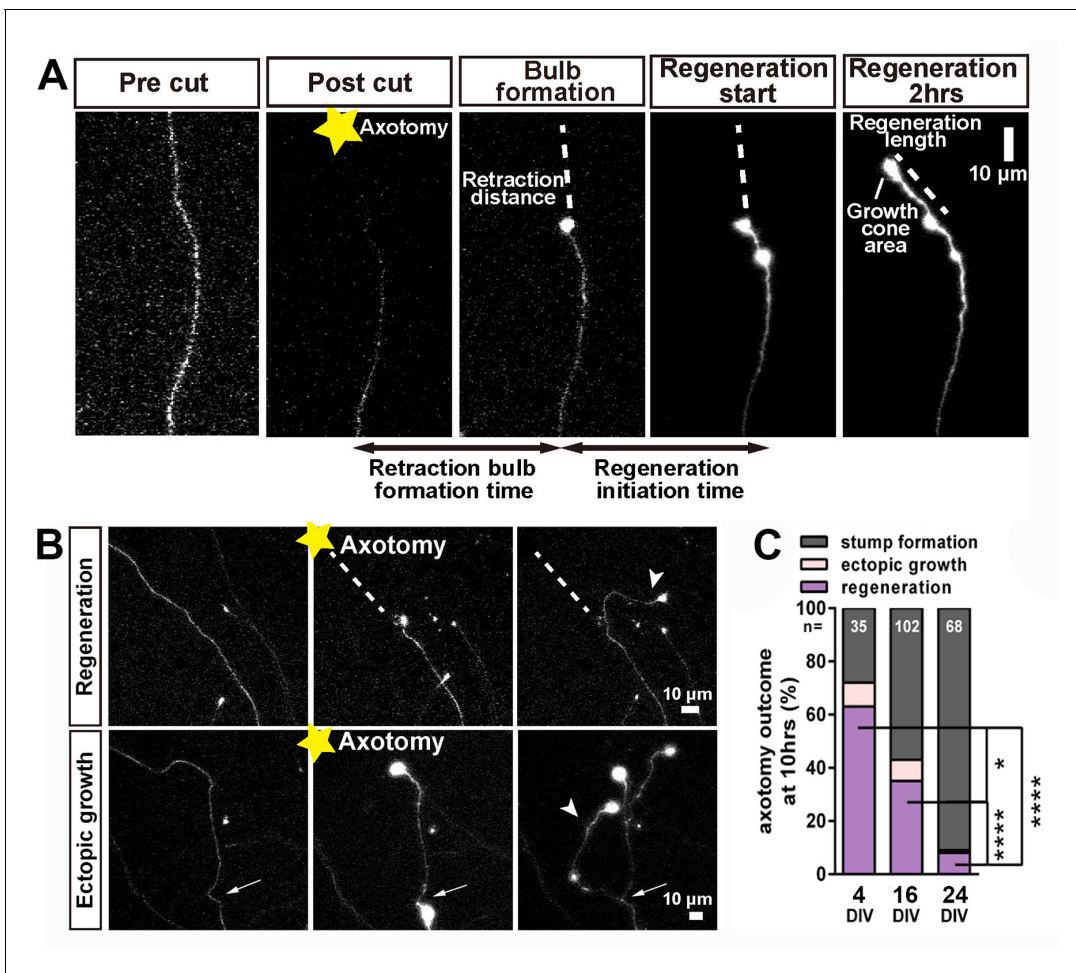 A
Pre cut
Post cut
Bulb
formation
Regeneration
start
Regeneration
2hrs
Axotomy
Retraction
distance
Regeneration
length
10 µm
Growth
cone
area
Retraction bulb
formation time
Regeneration
initiation time
B
Regeneration
Axotomy
10 µm
Ectopic growth
Axotomy
10 µm
C
stump formation
ectopic growth
regeneration
axotomy outcome
at 10hrs (%)
100
80
60
40
20
0
n=
35
102
68
*
****
****
4
DIV
16
DIV
24
DIV